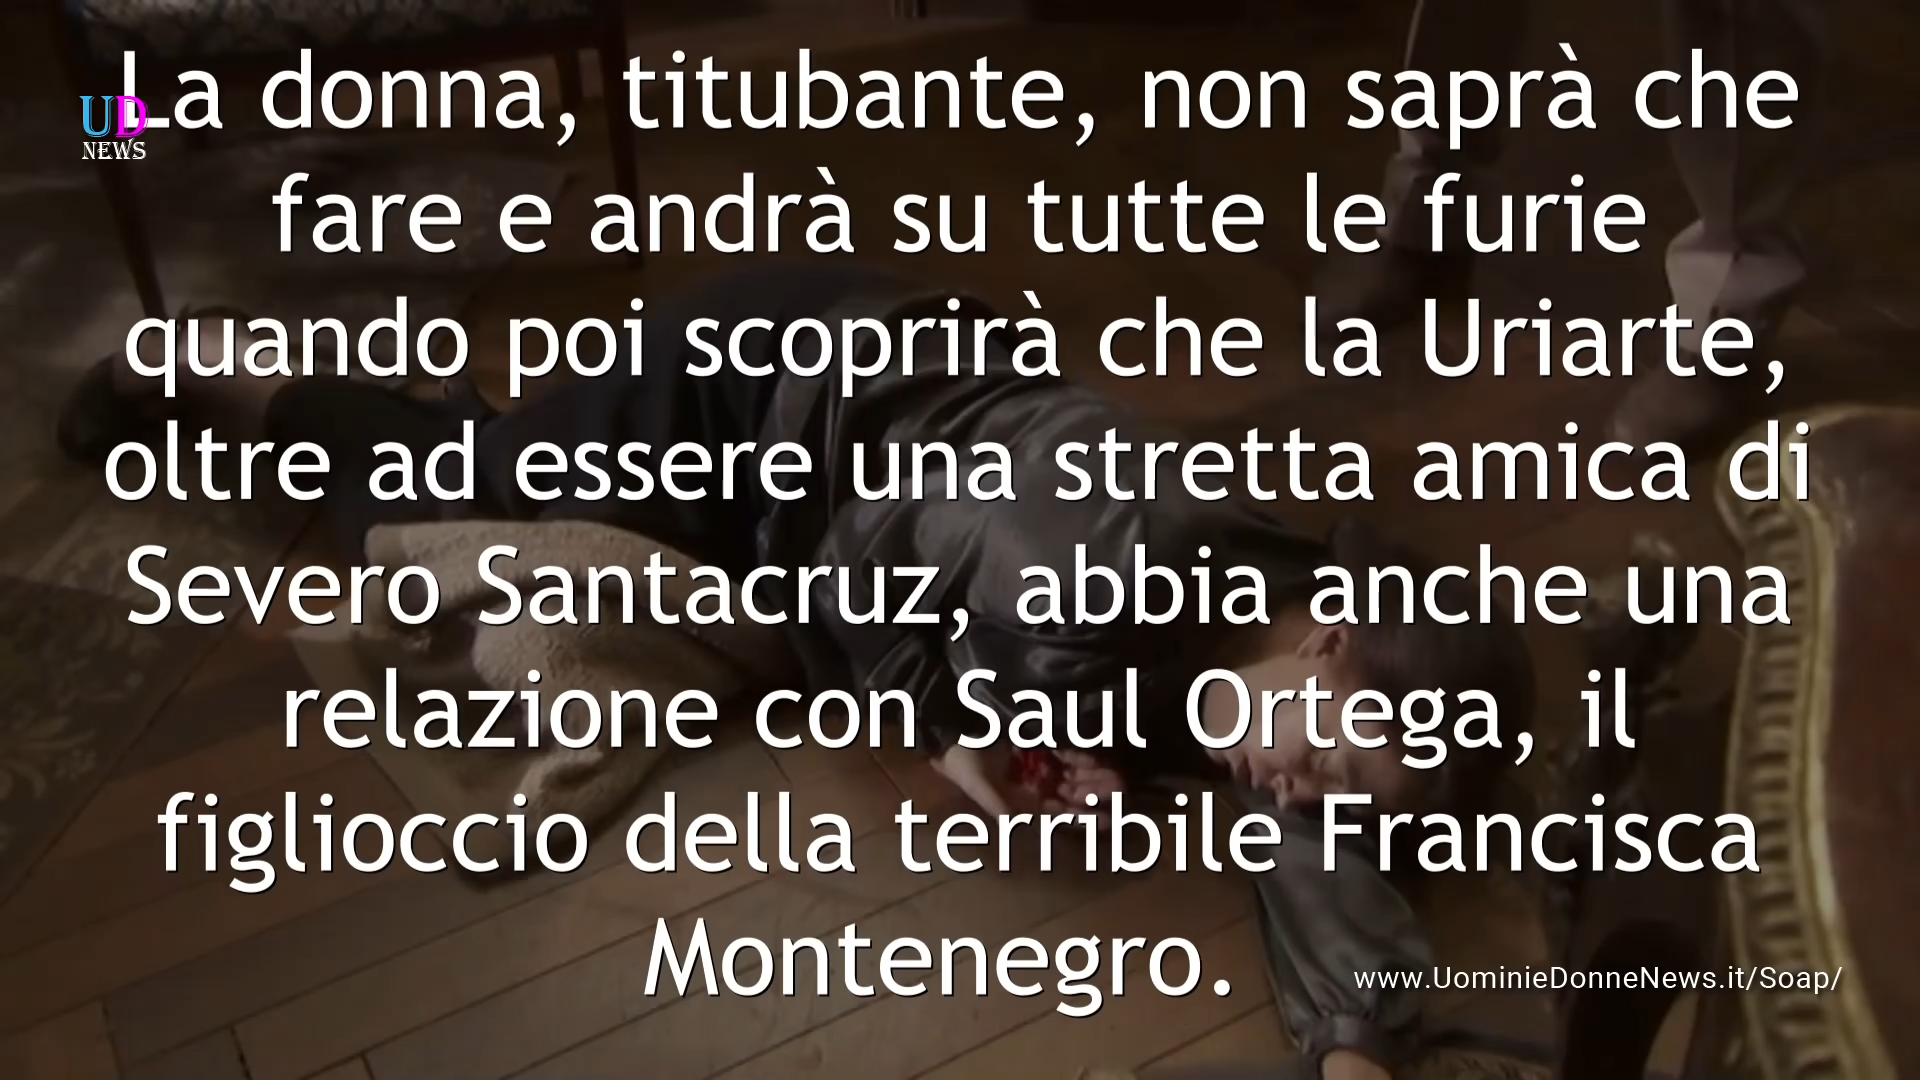 La donna, titubante, non saprà che
fare e andrà su tutte le furie
quando poi scoprirà che la Uriarte,
oltre ad essere una stretta amica di
Severo Santacruz, abbia anche una
relazione con Saul Ortega, il
figlioccio della terribile Francisca
Montenegro.
UD
NEWS
www.UominieDonneNews.it/Soap/